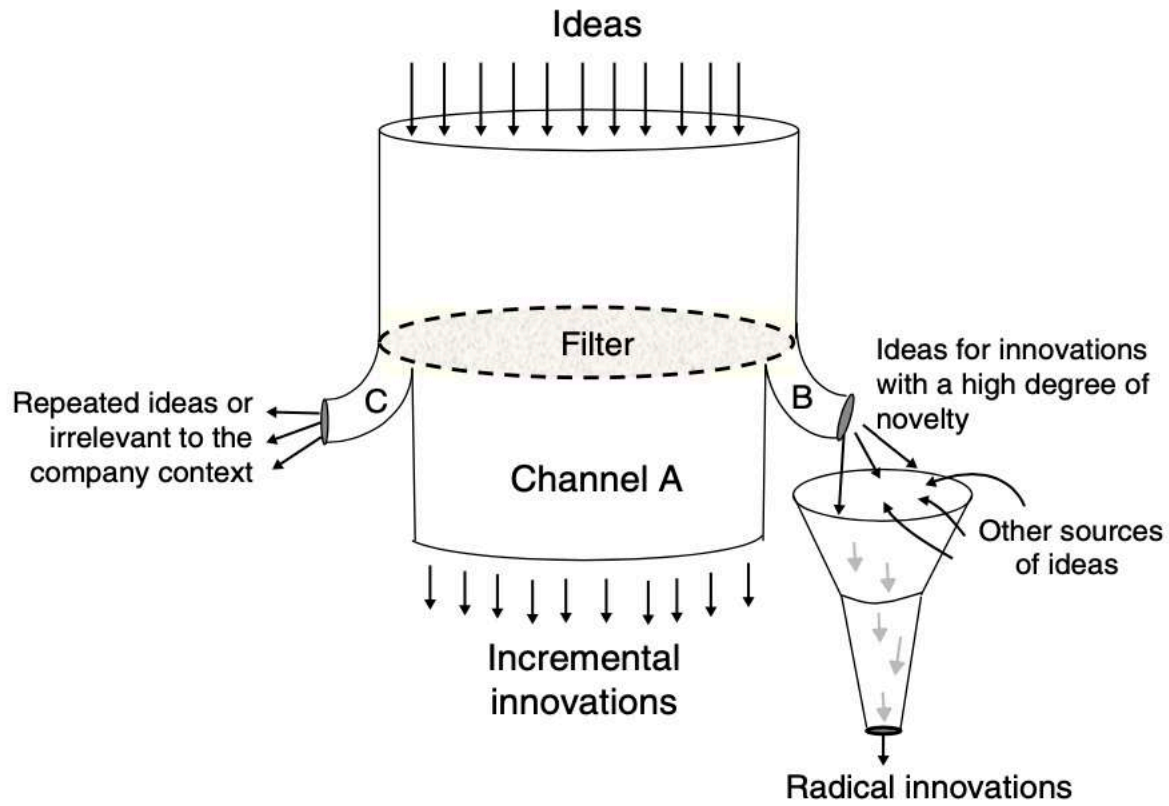 Ideas
Filter
Ideas for innovations
with a high degree of
novelty
C
B
Repeated ideas or
irrelevant to the
company context
Channel A
Other sources
of ideas
Incremental
innovations
Radical innovations